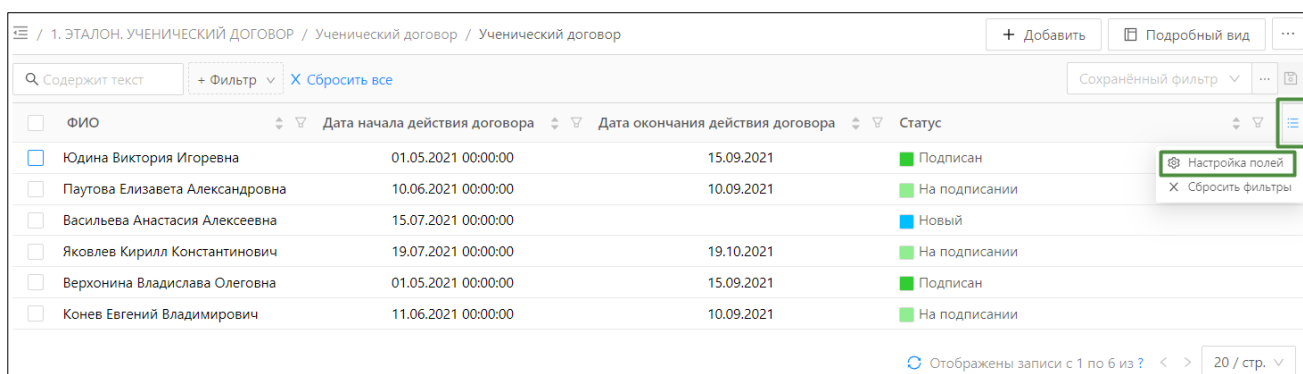 / 1. ЭТАЛОН. УЧЕНИЧЕСКИЙ ДОГОВОР / Ученический договор / Ученический договор + Добавить Подробный вид ...
Содержит текст + Фильтр X Сбросить все Сохранённый фильтр ...
ФИО Дата начала действия договора Дата окончания действия договора Статус
Юдина Виктория Игоревна 01.05.2021 00:00:00 15.09.2021 Подписан Настройка полей
Паутова Елизавета Александровна 10.06.2021 00:00:00 10.09.2021 На подписании X Сбросить фильтры
Васильева Анастасия Алексеевна 15.07.2021 00:00:00 Новый
Яковлев Кирилл Константинович 19.07.2021 00:00:00 19.10.2021 На подписании
Верхонина Владислава Олеговна 01.05.2021 00:00:00 15.09.2021 Подписан
Конев Евгений Владимирович 11.06.2021 00:00:00 10.09.2021 На подписании
Отображены записи с 1 по 6 из ? < > 20 / стр.